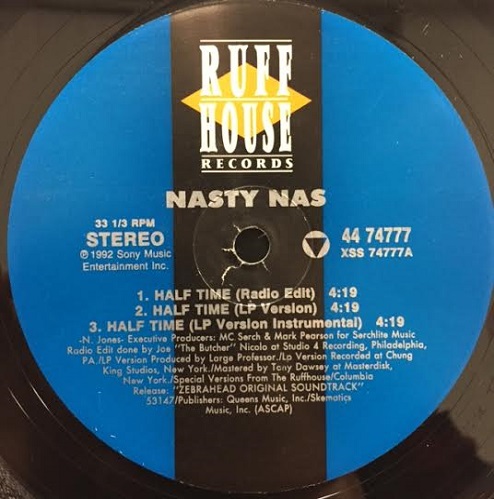 RUFF
HOUSE
RECORDS
NASTY NAS
33 1/3 RPM
STEREO
℗ 1992 Sony Music
Entertainment Inc.
44 74777
XSS 74777A
1. HALF TIME (Radio Edit) 4:19
2. HALF TIME (LP Version) 4:19
3. HALF TIME (LP Version Instrumental) 4:19
-N. Jones- Executive Producers: MC Serch & Mark Pearson for Serchlite Music
Radio Edit done by Joe "The Butcher" Nicolo at Studio 4 Recording, Philadelphia,
PA./LP Version Produced by Large Professor./Lp Version Recorded at Chung
King Studios, New York./Mastered by Tony Dawsey at Masterdisk,
New York./Special Versions From The Ruffhouse/Columbia
Release: "ZEBRAHEAD ORIGINAL SOUNDTRACK"
53147/Publishers: Queens Music, Inc./Skematics
Music, Inc. (ASCAP)